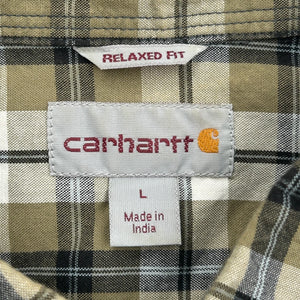 RELAXED FIT
carhartt
L
Made in
India